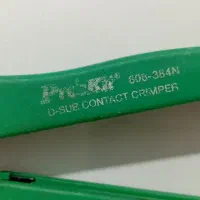 Pro'sKit® 608-364N
D-SUB CONTACT CRIMPER